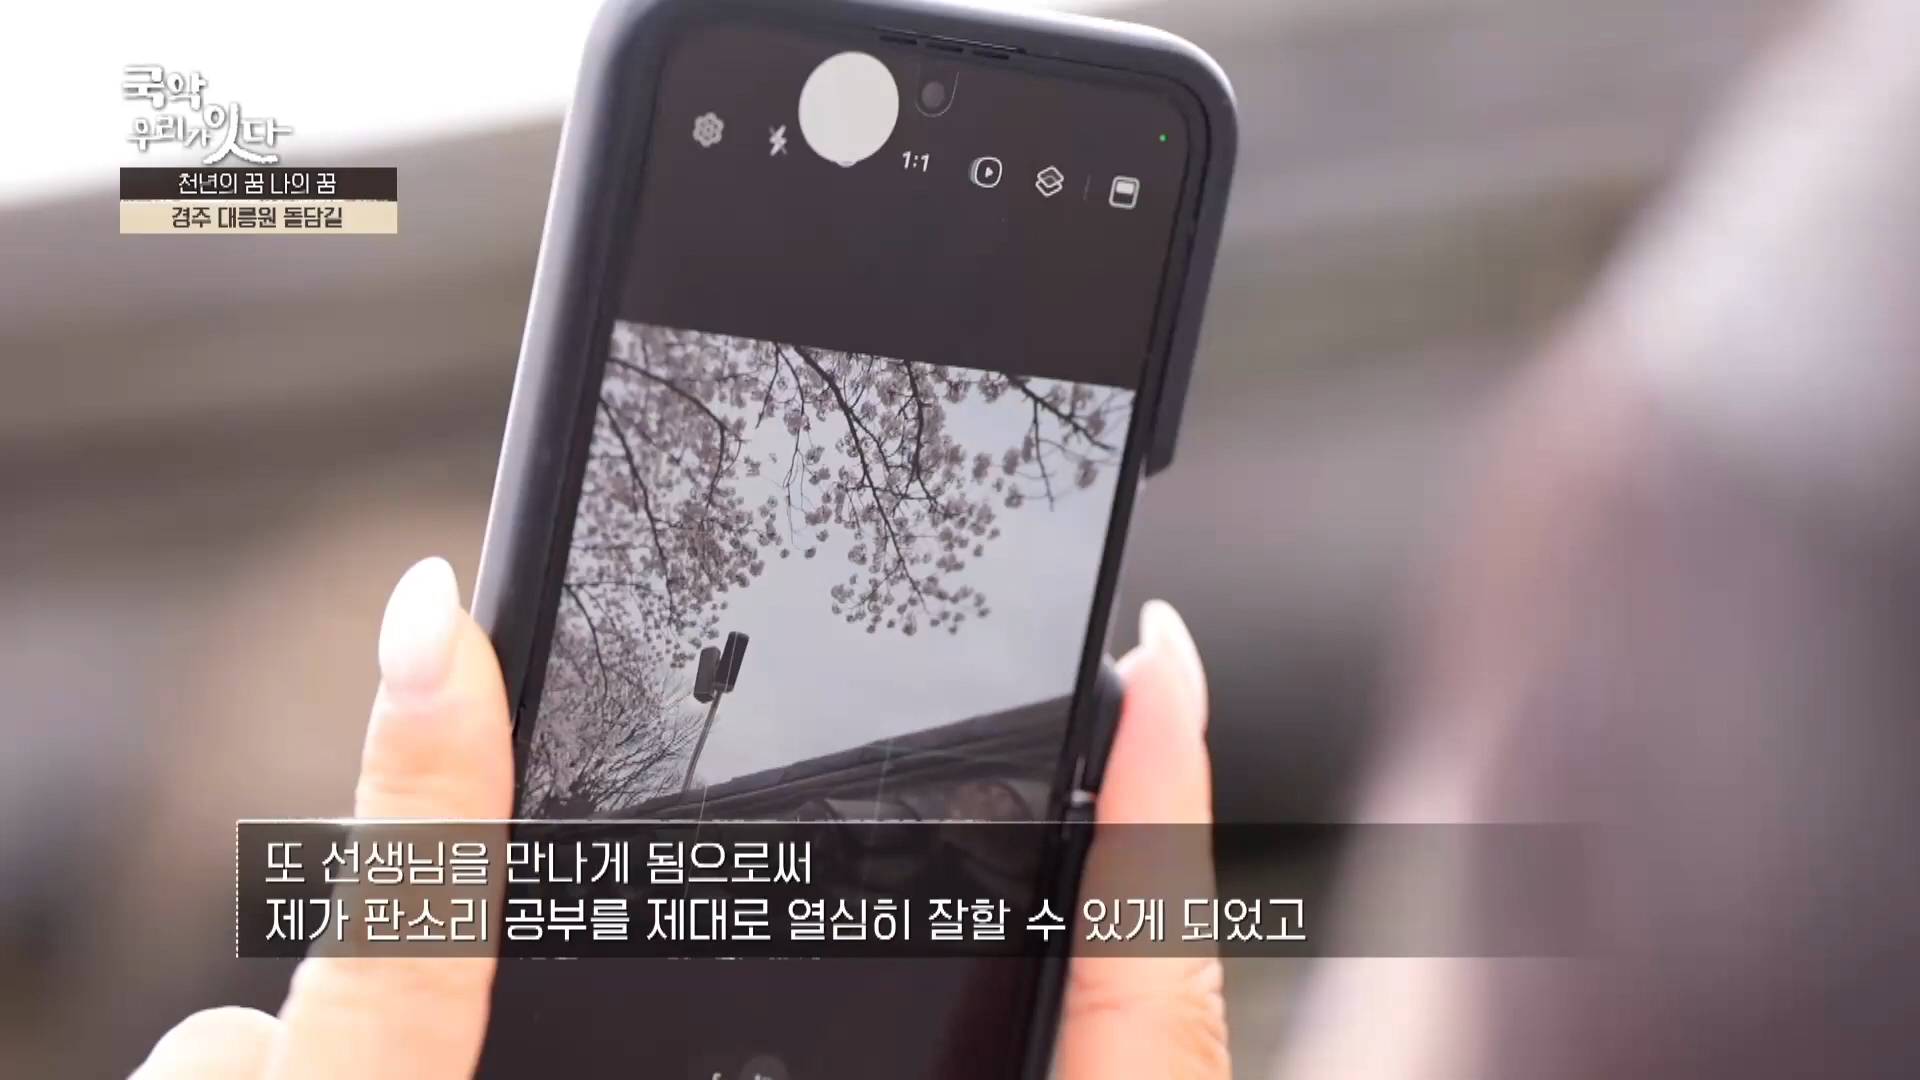 국악
우리가 잇다
천년의 꿈 나의 꿈
경주 대릉원 돌담길
1:1
또 선생님을 만나게 됨으로써
제가 판소리 공부를 제대로 열심히 잘할 수 있게 되었고